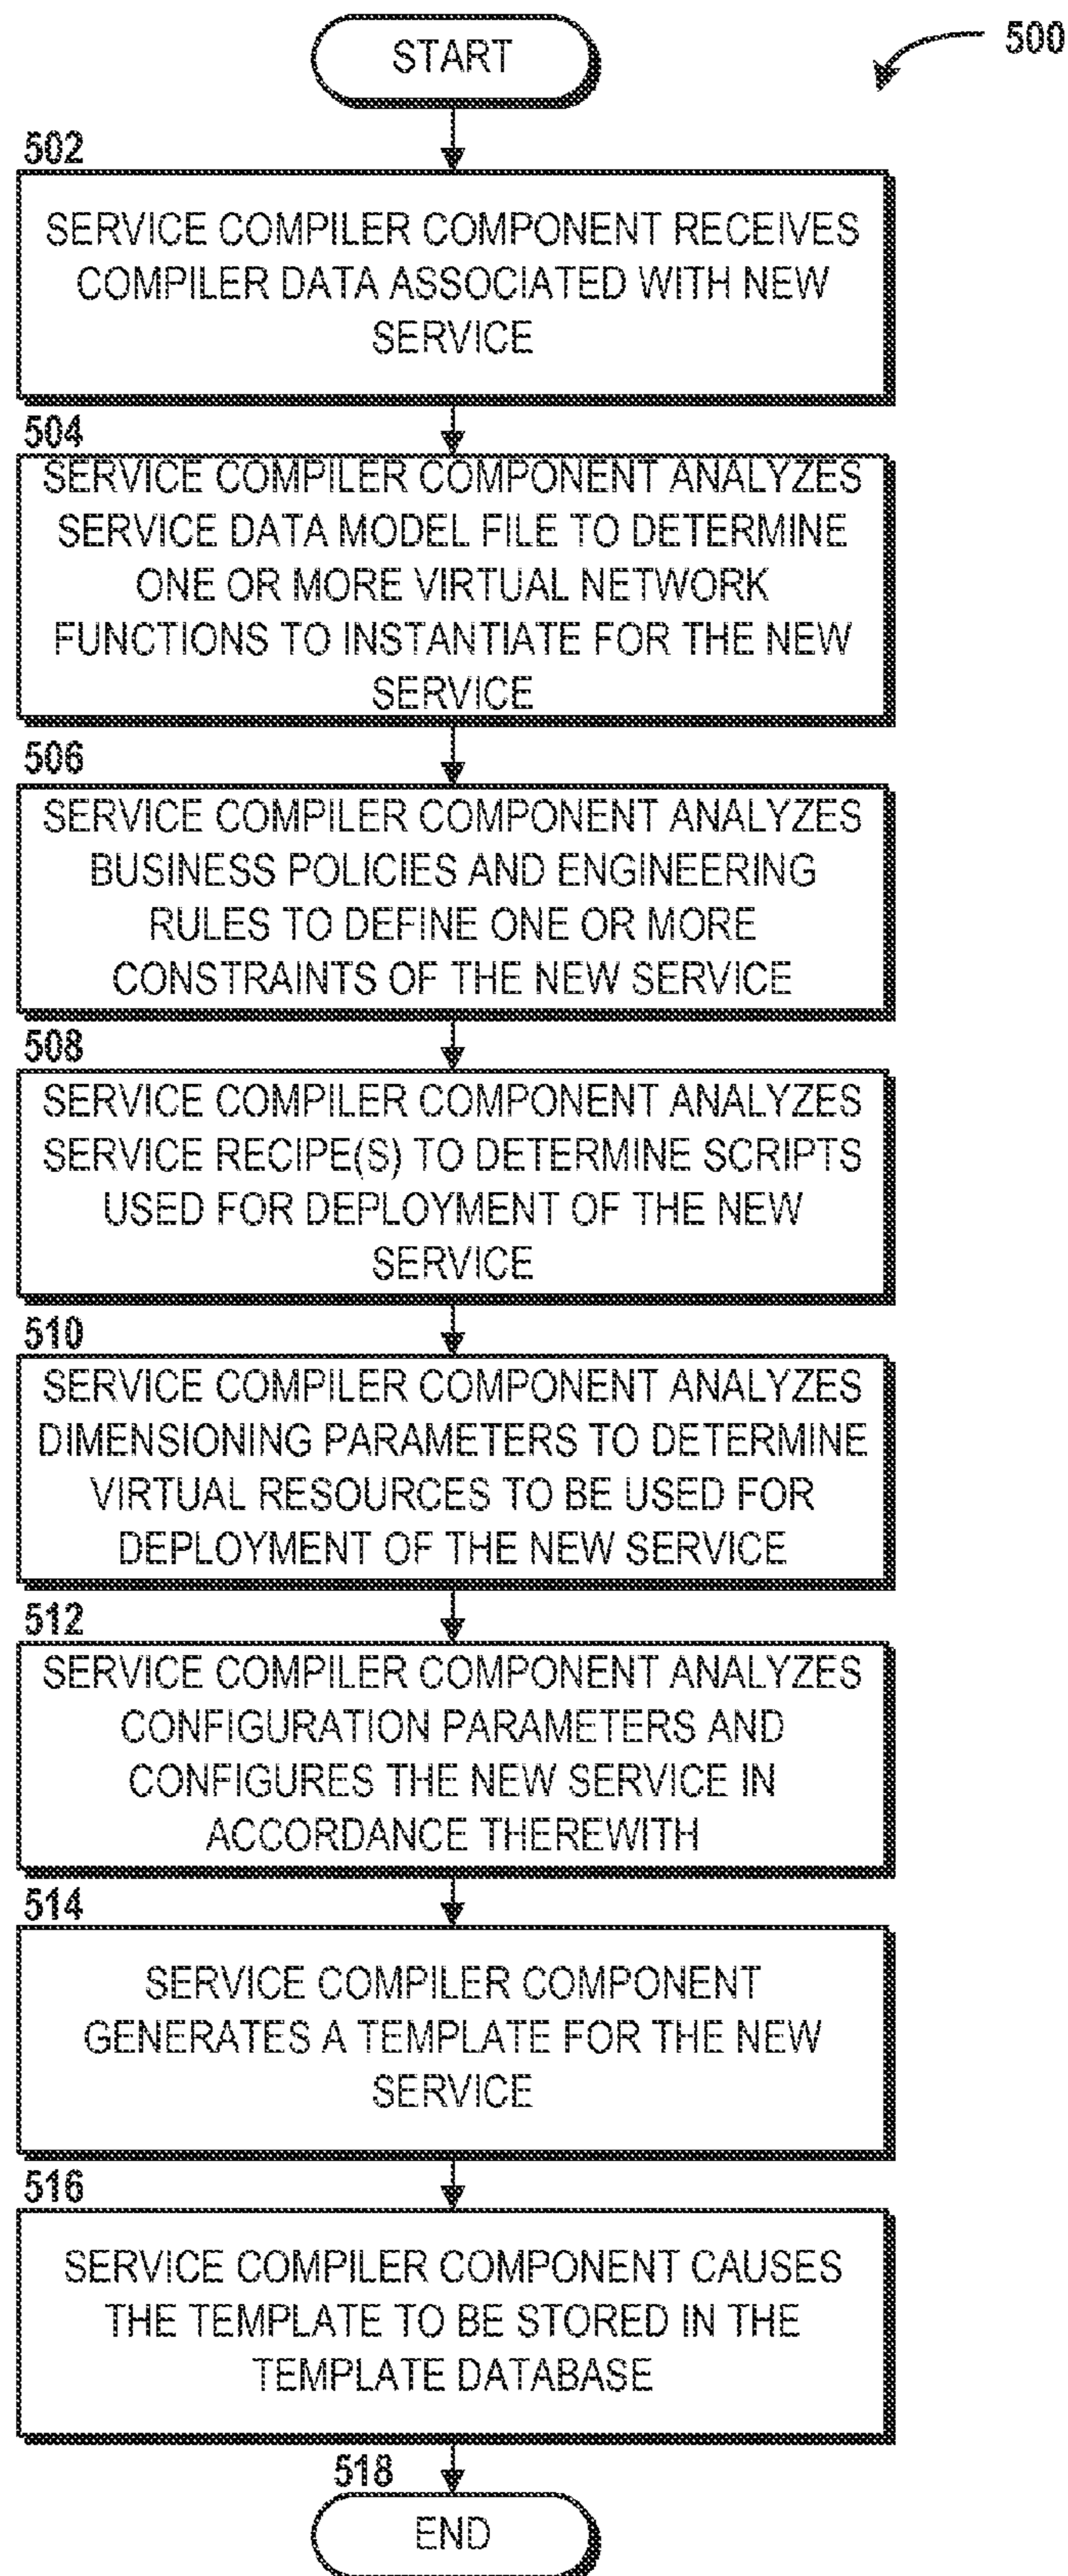 START
500
502
SERVICE COMPILER COMPONENT RECEIVES
COMPILER DATA ASSOCIATED WITH NEW
SERVICE
504
SERVICE COMPILER COMPONENT ANALYZES
SERVICE DATA MODEL FILE TO DETERMINE
ONE OR MORE VIRTUAL NETWORK
FUNCTIONS TO INSTANTIATE FOR THE NEW
SERVICE
506
SERVICE COMPILER COMPONENT ANALYZES
BUSINESS POLICIES AND ENGINEERING
RULES TO DEFINE ONE OR MORE
CONSTRAINTS OF THE NEW SERVICE
508
SERVICE COMPILER COMPONENT ANALYZES
SERVICE RECIPE(S) TO DETERMINE SCRIPTS
USED FOR DEPLOYMENT OF THE NEW
SERVICE
510
SERVICE COMPILER COMPONENT ANALYZES
DIMENSIONING PARAMETERS TO DETERMINE
VIRTUAL RESOURCES TO BE USED FOR
DEPLOYMENT OF THE NEW SERVICE
512
SERVICE COMPILER COMPONENT ANALYZES
CONFIGURATION PARAMETERS AND
CONFIGURES THE NEW SERVICE IN
ACCORDANCE THEREWITH
514
SERVICE COMPILER COMPONENT
GENERATES A TEMPLATE FOR THE NEW
SERVICE
516
SERVICE COMPILER COMPONENT CAUSES
THE TEMPLATE TO BE STORED IN THE
TEMPLATE DATABASE
518
END